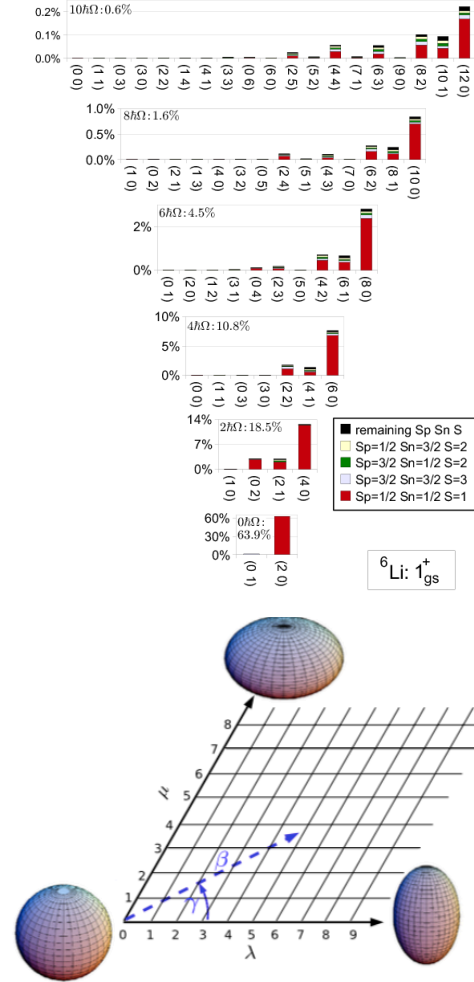 10ħΩ:0.6%
0.2%
0.1%
0.0%
(0 0) (1 1) (0 3) (3 0) (2 2) (1 4) (4 1) (3 3) (0 6) (6 0) (2 5) (5 2) (4 4) (7 1) (6 3) (9 0) (8 2) (10 1) (12 0)
8ħΩ:1.6%
1.0%
0.5%
0.0%
(1 0) (0 2) (2 1) (1 3) (4 0) (3 2) (0 5) (2 4) (5 1) (4 3) (7 0) (6 2) (8 1) (10 0)
2%
0%
6ħΩ:4.5%
(0 1) (2 0) (1 2) (3 1) (0 4) (2 3) (5 0) (4 2) (6 1) (8 0)
10%
5%
0%
4ħΩ:10.8%
(0 0) (1 1) (0 3) (3 0) (2 2) (4 1) (6 0)
14%
7%
0%
2ħΩ:18.5%
(1 0) (0 2) (2 1) (4 0)
remaining Sp Sn S
Sp=1/2 Sn=3/2 S=2
Sp=3/2 Sn=1/2 S=2
Sp=3/2 Sn=3/2 S=3
Sp=1/2 Sn=1/2 S=1
60%
30%
0%
0ħΩ:
63.9%
(0 1) (2 0)
⁶Li: 1⁺gs
8
7
6
5
4
3
2
1
μ
β
γ
0 1 2 3 4 5 6 7 8 9
λ